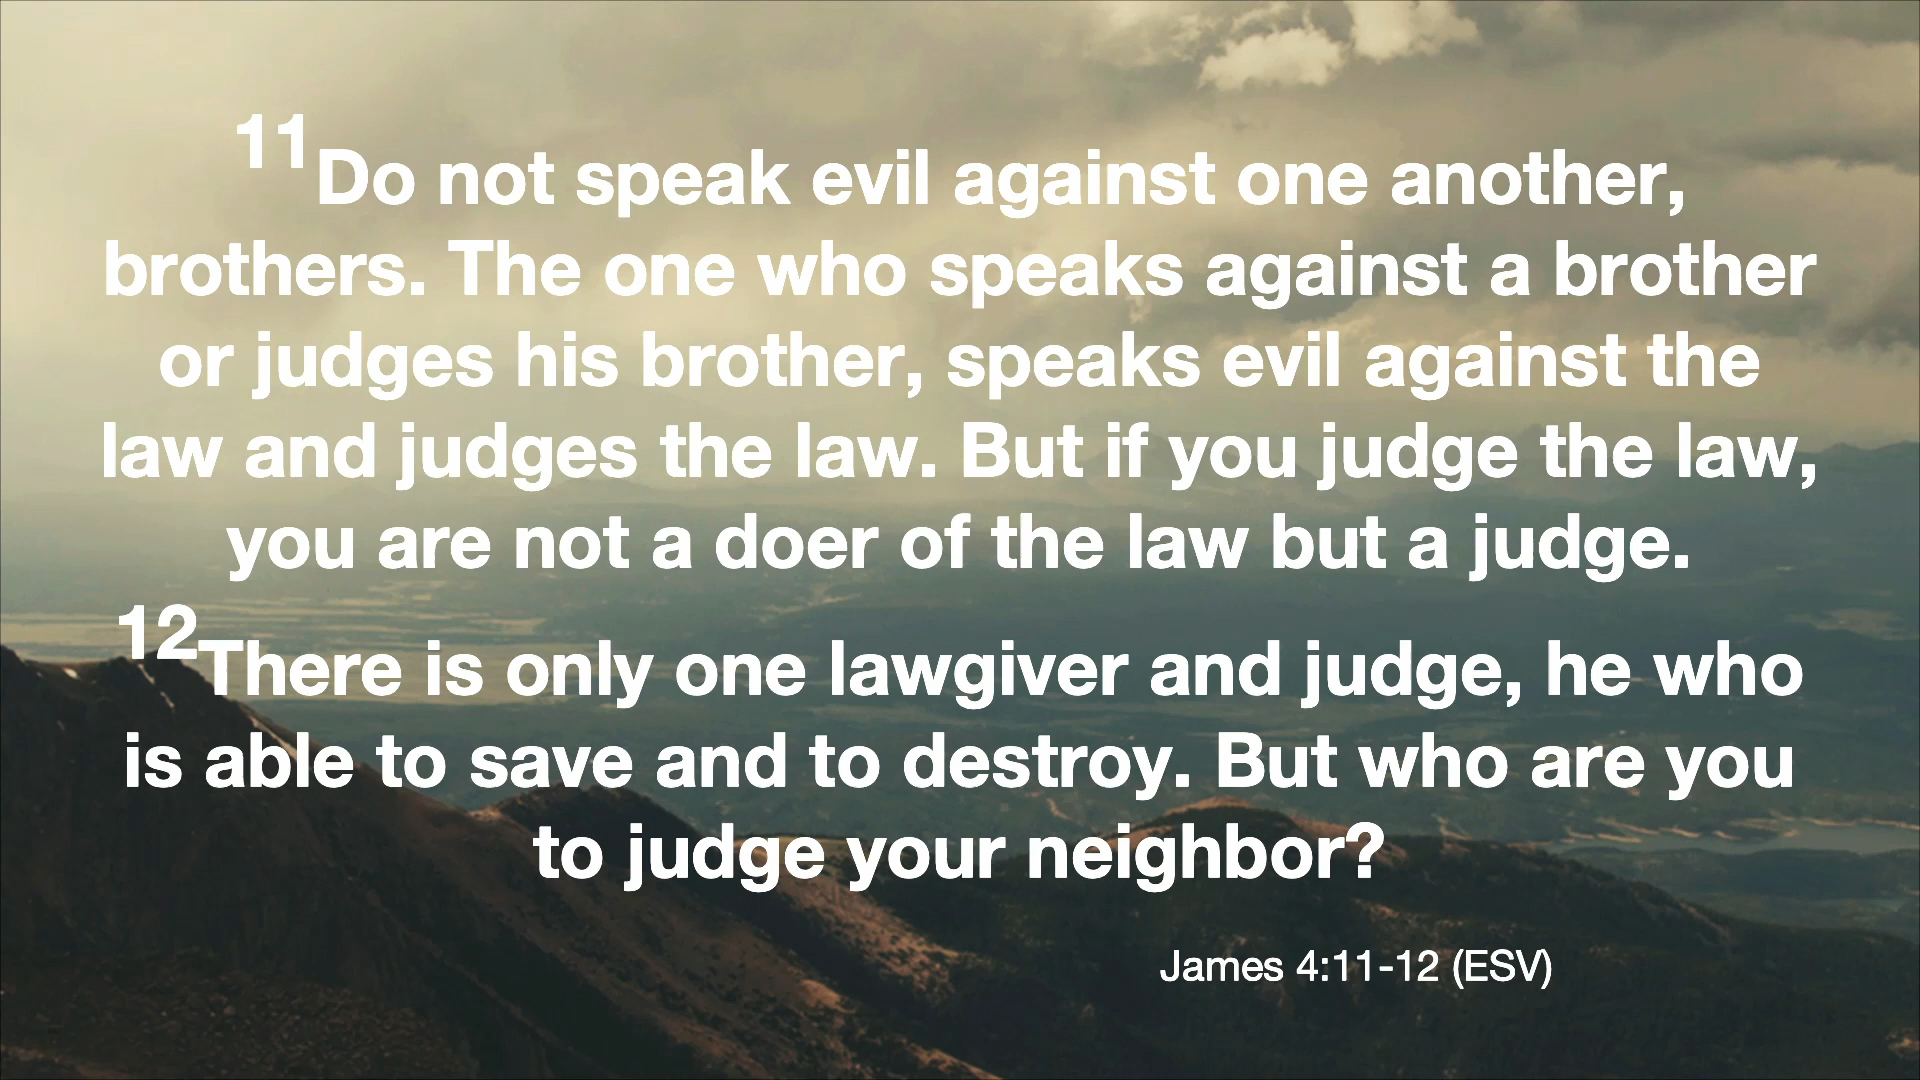 11Do not speak evil against one another,
brothers. The one who speaks against a brother
or judges his brother, speaks evil against the
law and judges the law. But if you judge the law,
you are not a doer of the law but a judge.
12There is only one lawgiver and judge, he who
is able to save and to destroy. But who are you
to judge your neighbor?
James 4:11-12 (ESV)